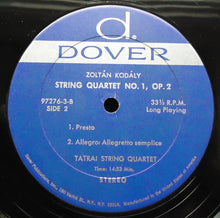 d.
DOVER
ZOLTÁN KODÁLY
STRING QUARTET NO. 1, OP. 2
97276-3-B
SIDE 2
33⅓ R.P.M.
Long Playing
1. Presto
2. Allegro: Allegretto semplice
TATRAI STRING QUARTET
Time: 14:53 Min.
STEREO